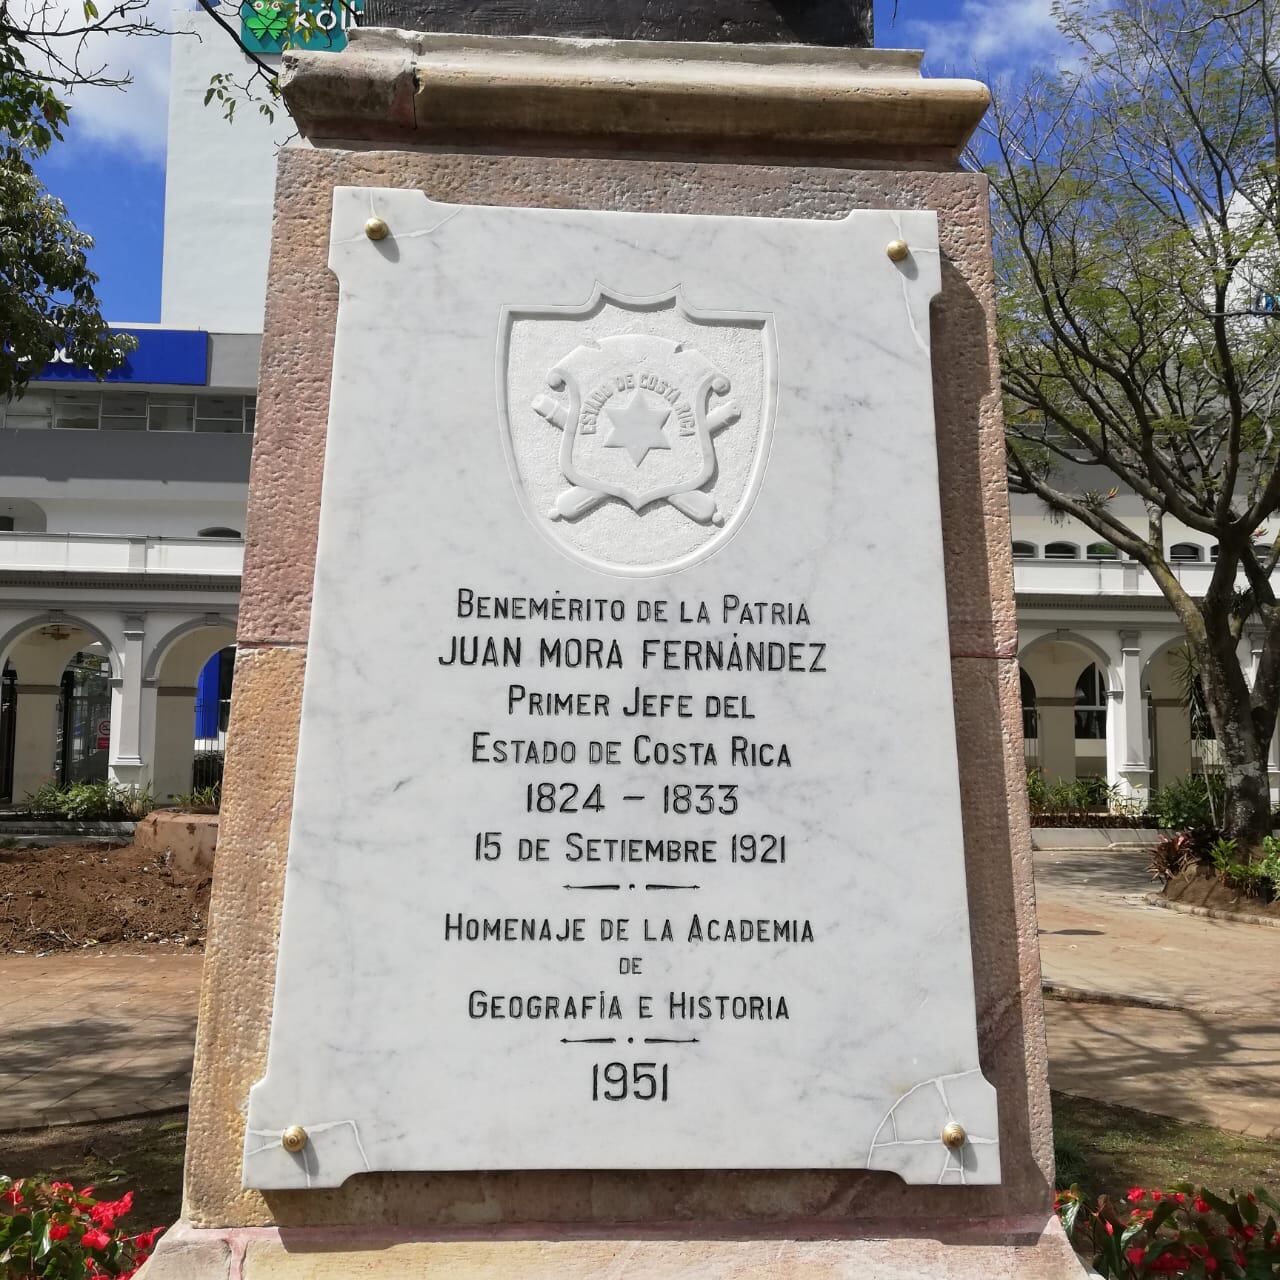 köl
ESTADO DE COSTA RICA
BENEMÉRITO DE LA PATRIA
JUAN MORA FERNÁNDEZ
PRIMER JEFE DEL
ESTADO DE COSTA RICA
1824 – 1833
15 DE SETIEMBRE 1921
HOMENAJE DE LA ACADEMIA
DE
GEOGRAFÍA E HISTORIA
1951